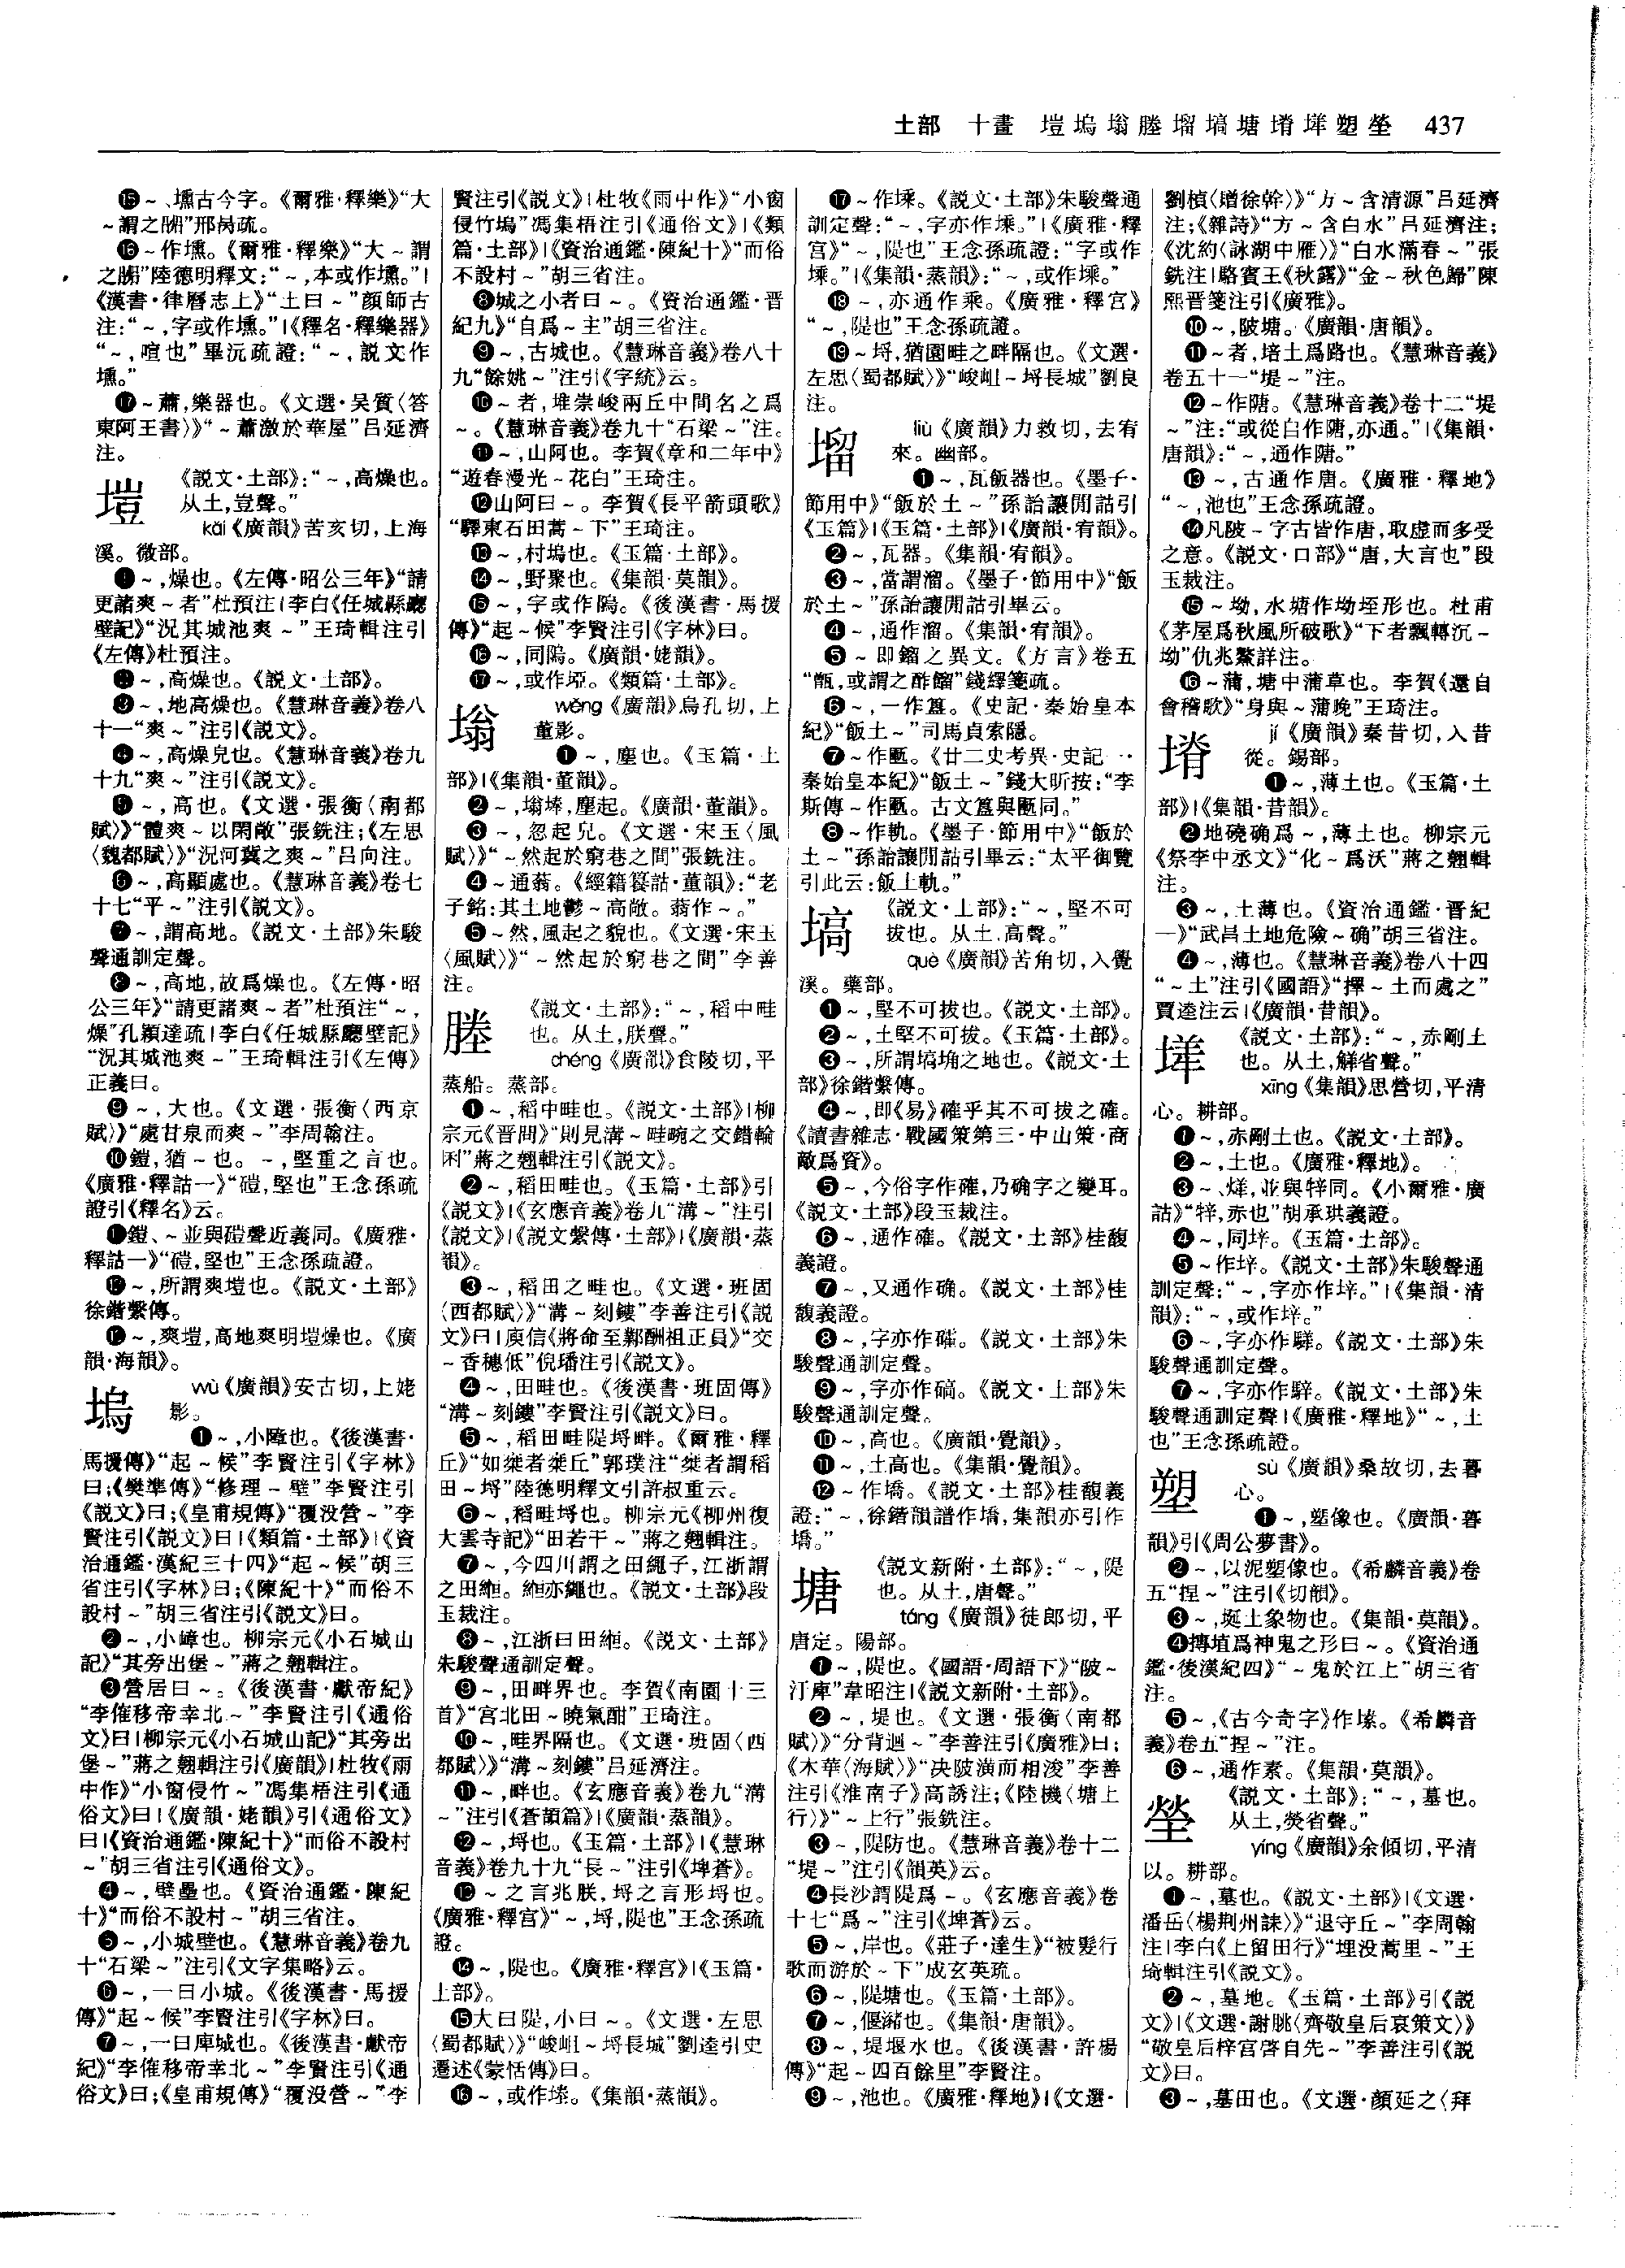 土部　十畫　塏塢塕塍塯塙塘塉垶塑塋　437
⓯～、壎古今字。《爾雅·釋樂》“大
～謂之嘂”邢昺疏。
⓰～作壎。《爾雅·釋樂》“大～謂
之嘂”陸德明釋文：“～，本或作壎。”|
《漢書·律曆志上》“土曰～”顔師古
注：“～，字或作壎。”|《釋名·釋樂器》
“～，喧也”畢沅疏證：“～，説文作
壎。”
⓱～蕭，樂器也。《文選·吴質〈答
東阿王書〉》“～蕭激於華屋”吕延濟
注。
塏
《説文·土部》：“～，高燥也。
从土，豈聲。”
kǎi《廣韻》苦亥切，上海
溪。微部。
❶～，燥也。《左傳·昭公三年》“請
更諸爽～者”杜預注|李白《任城縣廳
壁記》“況其城池爽～”王琦輯注引
《左傳》杜預注。
❷～，高燥也。《説文·土部》。
❸～，地高燥也。《慧琳音義》卷八
十一“爽～”注引《説文》。
❹～，高燥皃也。《慧琳音義》卷九
十九“爽～”注引《説文》。
❺～，高也。《文選·張衡〈南都
賦〉》“體爽～以閑敞”張銑注；《左思
〈魏都賦〉》“況河冀之爽～”吕向注。
❻～，高顯處也。《慧琳音義》卷七
十七“平～”注引《説文》。
❼～，謂高地。《説文·土部》朱駿
聲通訓定聲。
❽～，高地，故爲燥也。《左傳·昭
公三年》“請更諸爽～者”杜預注“～，
燥”孔穎達疏|李白《任城縣廳壁記》
“況其城池爽～”王琦輯注引《左傳》
正義曰。
❾～，大也。《文選·張衡〈西京
賦〉》“處甘泉而爽～”李周翰注。
❿鎧，猶～也。～，堅重之言也。
《廣雅·釋詁一》“磑，堅也”王念孫疏
證引《釋名》云。
⓫鎧、～並與磑聲近義同。《廣雅·
釋詁一》“磑，堅也”王念孫疏證。
⓬～，所謂爽塏也。《説文·土部》
徐鍇繫傳。
⓭～，爽塏，高地爽明塏燥也。《廣
韻·海韻》。
塢
wù《廣韻》安古切，上姥
影。
❶～，小障也。《後漢書·
馬援傳》“起～候”李賢注引《字林》
曰；《樊準傳》“修理～壁”李賢注引
《説文》曰；《皇甫規傳》“覆没營～”李
賢注引《説文》曰|《類篇·土部》|《資
治通鑑·漢紀三十四》“起～候”胡三
省注引《字林》曰；《陳紀十》“而俗不
設村～”胡三省注引《説文》曰。
❷～，小嶂也。柳宗元《小石城山
記》“其旁出堡～”蔣之翹輯注。
❸營居曰～。《後漢書·獻帝紀》
“李傕移帝幸北～”李賢注引《通俗
文》曰|柳宗元《小石城山記》“其旁出
堡～”蔣之翹輯注引《廣韻》|杜牧《雨
中作》“小窗侵竹～”馮集梧注引《通
俗文》曰|《廣韻·姥韻》引《通俗文》
曰|《資治通鑑·陳紀十》“而俗不設村
～”胡三省注引《通俗文》。
❹～，壁壘也。《資治通鑑·陳紀
十》“而俗不設村～”胡三省注。
❺～，小城壁也。《慧琳音義》卷九
十“石梁～”注引《文字集略》云。
❻～，一曰小城。《後漢書·馬援
傳》“起～候”李賢注引《字林》曰。
❼～，一曰庳城也。《後漢書·獻帝
紀》“李傕移帝幸北～”李賢注引《通
俗文》曰；《皇甫規傳》“覆没營～”李
賢注引《説文》|杜牧《雨中作》“小窗
侵竹塢”馮集梧注引《通俗文》|《類
篇·土部》|《資治通鑑·陳紀十》“而俗
不設村～”胡三省注。
❽城之小者曰～。《資治通鑑·晋
紀九》“自爲～主”胡三省注。
❾～，古城也。《慧琳音義》卷八十
九“餘姚～”注引《字統》云。
❿～者，堆崇峻兩丘中間名之爲
～。《慧琳音義》卷九十“石梁～”注。
⓫～，山阿也。李賀《章和二年中》
“遊春漫光～花白”王琦注。
⓬山阿曰～。李賀《長平箭頭歌》
“驛東石田蒿～下”王琦注。
⓭～，村塢也。《玉篇·土部》。
⓮～，野聚也。《集韻·莫韻》。
⓯～，字或作隖。《後漢書·馬援
傳》“起～候”李賢注引《字林》曰。
⓰～，同隖。《廣韻·姥韻》。
⓱～，或作埡。《類篇·土部》。
塕
wěng《廣韻》烏孔切，上
董影。
❶～，塵也。《玉篇·土
部》|《集韻·董韻》。
❷～，塕埲，塵起。《廣韻·董韻》。
❸～，忽起皃。《文選·宋玉〈風
賦〉》“～然起於窮巷之間”張銑注。
❹～通蓊。《經籍籑詁·董韻》：“老
子銘：其土地鬱～高敞。蓊作～。”
❺～然，風起之貌也。《文選·宋玉
〈風賦〉》“～然起於窮巷之間”李善
注。
塍
《説文·土部》：“～，稻中畦
也。从土，朕聲。”
chéng《廣韻》食陵切，平
蒸船。蒸部。
❶～，稻中畦也。《説文·土部》|柳
宗元《晋問》“則見溝～畦畹之交錯輪
囷”蔣之翹輯注引《説文》。
❷～，稻田畦也。《玉篇·土部》引
《説文》|《玄應音義》卷九“溝～”注引
《説文》|《説文繫傳·土部》|《廣韻·蒸
韻》。
❸～，稻田之畦也。《文選·班固
〈西都賦〉》“溝～刻鏤”李善注引《説
文》曰|庾信《將命至鄴酬祖正員》“交
～香穗低”倪璠注引《説文》。
❹～，田畦也。《後漢書·班固傳》
“溝～刻鏤”李賢注引《説文》曰。
❺～，稻田畦隄埒畔。《爾雅·釋
丘》“如椉者椉丘”郭璞注“椉者謂稻
田～埒”陸德明釋文引許叔重云。
❻～，稻畦埒也。柳宗元《柳州復
大雲寺記》“田若干～”蔣之翹輯注。
❼～，今四川謂之田繩子，江浙謂
之田緪。緪亦繩也。《説文·土部》段
玉裁注。
❽～，江浙曰田緪。《説文·土部》
朱駿聲通訓定聲。
❾～，田畔界也。李賀《南園十三
首》“宮北田～曉氣酣”王琦注。
❿～，畦界隔也。《文選·班固〈西
都賦〉》“溝～刻鏤”吕延濟注。
⓫～，畔也。《玄應音義》卷九“溝
～”注引《蒼韻篇》|《廣韻·蒸韻》。
⓬～，埒也。《玉篇·土部》|《慧琳
音義》卷九十九“長～”注引《埤蒼》。
⓭～之言兆朕，埒之言形埒也。
《廣雅·釋宫》“～，埒，隄也”王念孫疏
證。
⓮～，隄也。《廣雅·釋宫》|《玉篇·
土部》。
⓯大曰隄，小曰～。《文選·左思
〈蜀都賦〉》“峻岨～埒長城”劉逵引史
遷述《蒙恬傳》曰。
⓰～，或作塖。《集韻·蒸韻》。
⓱～作堘。《説文·土部》朱駿聲通
訓定聲：“～，字亦作堘。”|《廣雅·釋
宫》“～，隄也”王念孫疏證：“字或作
堘。”|《集韻·蒸韻》：“～，或作堘。”
⓲～，亦通作乘。《廣雅·釋宫》
“～，隄也”王念孫疏證。
⓳～埒，猶園畦之畔隔也。《文選·
左思〈蜀都賦〉》“峻岨～埒長城”劉良
注。
塯
liù《廣韻》力救切，去宥
來。幽部。
❶～，瓦飯器也。《墨子·
節用中》“飯於土～”孫詒讓閒詁引
《玉篇》|《玉篇·土部》|《廣韻·宥韻》。
❷～，瓦器。《集韻·宥韻》。
❸～，當謂溜。《墨子·節用中》“飯
於土～”孫詒讓閒詁引畢云。
❹～，通作溜。《集韻·宥韻》。
❺～即鎦之異文。《方言》卷五
“甑，或謂之酢餾”錢繹箋疏。
❻～，一作簋。《史記·秦始皇本
紀》“飯土～”司馬貞索隱。
❼～作匭。《廿二史考異·史記··
秦始皇本紀》“飯土～”錢大昕按：“李
斯傳～作匭。古文簋與匭同。”
❽～作軌。《墨子·節用中》“飯於
土～”孫詒讓閒詁引畢云：“太平御覽
引此云：飯土軌。”
塙
《説文·土部》：“～，堅不可
拔也。从土，高聲。”
què《廣韻》苦角切，入覺
溪。藥部。
❶～，堅不可拔也。《説文·土部》。
❷～，土堅不可拔。《玉篇·土部》。
❸～，所謂塙埆之地也。《説文·土
部》徐鍇繫傳。
❹～，即《易》確乎其不可拔之確。
《讀書雜志·戰國策第三·中山策·商
敵爲資》。
❺～，今俗字作確，乃确字之變耳。
《説文·土部》段玉裁注。
❻～，通作確。《説文·土部》桂馥
義證。
❼～，又通作确。《説文·土部》桂
馥義證。
❽～，字亦作礭。《説文·土部》朱
駿聲通訓定聲。
❾～，字亦作碻。《説文·土部》朱
駿聲通訓定聲。
❿～，高也。《廣韻·覺韻》。
⓫～，土高也。《集韻·覺韻》。
⓬～作墧。《説文·土部》桂馥義
證：“～，徐鍇韻譜作墧，集韻亦引作
墧。”
塘
《説文新附·土部》：“～，隄
也。从土，唐聲。”
táng《廣韻》徒郎切，平
唐定。陽部。
❶～，隄也。《國語·周語下》“陂～
汙庳”韋昭注|《説文新附·土部》。
❷～，堤也。《文選·張衡〈南都
賦〉》“分背迴～”李善注引《廣雅》曰；
《木華〈海賦〉》“决陂潢而相浚”李善
注引《淮南子》高誘注；《陸機〈塘上
行〉》“～上行”張銑注。
❸～，隄防也。《慧琳音義》卷十二
“堤～”注引《韻英》云。
❹長沙謂隄爲～。《玄應音義》卷
十七“爲～”注引《埤蒼》云。
❺～，岸也。《莊子·達生》“被髮行
歌而游於～下”成玄英疏。
❻～，隄塘也。《玉篇·土部》。
❼～，偃瀦也。《集韻·唐韻》。
❽～，堤堰水也。《後漢書·許楊
傳》“起～四百餘里”李賢注。
❾～，池也。《廣雅·釋地》|《文選·
劉楨〈贈徐幹〉》“方～含清源”吕延濟
注；《雜詩》“方～含白水”吕延濟注；
《沈約〈詠湖中雁〉》“白水滿春～”張
銑注|駱賓王《秋露》“金～秋色歸”陳
熙晋箋注引《廣雅》。
❿～，陂塘。《廣韻·唐韻》。
⓫～者，培土爲路也。《慧琳音義》
卷五十一“堤～”注。
⓬～作隚。《慧琳音義》卷十二“堤
～”注：“或從自作隚，亦通。”|《集韻·
唐韻》：“～，通作隚。”
⓭～，古通作唐。《廣雅·釋地》
“～，池也”王念孫疏證。
⓮凡陂～字古皆作唐，取虚而多受
之意。《説文·口部》“唐，大言也”段
玉裁注。
⓯～坳，水塘作坳垤形也。杜甫
《茅屋爲秋風所破歌》“下者飄轉沉～
坳”仇兆鰲詳注。
⓰～蒲，塘中蒲草也。李賀《還自
會稽歌》“身與～蒲晚”王琦注。
塉
jí《廣韻》秦昔切，入昔
從。錫部。
❶～，薄土也。《玉篇·土
部》|《集韻·昔韻》。
❷地磽确爲～，薄土也。柳宗元
《祭李中丞文》“化～爲沃”蔣之翹輯
注。
❸～，土薄也。《資治通鑑·晋紀
一》“武昌土地危險～确”胡三省注。
❹～，薄也。《慧琳音義》卷八十四
“～土”注引《國語》“擇～土而處之”
賈逵注云|《廣韻·昔韻》。
《説文·土部》：“～，赤剛土
也。从土，觲省聲。”
xīng《集韻》思營切，平清
心。耕部。
❶～，赤剛土也。《説文·土部》。
❷～，土也。《廣雅·釋地》。
❸～、烊，並與牸同。《小爾雅·廣
詁》“牸，赤也”胡承珙義證。
❹～，同垶。《玉篇·土部》。
❺～作垶。《説文·土部》朱駿聲通
訓定聲：“～，字亦作垶。”|《集韻·清
韻》：“～，或作垶。”
❻～，字亦作騂。《説文·土部》朱
駿聲通訓定聲。
❼～，字亦作騂。《説文·土部》朱
駿聲通訓定聲|《廣雅·釋地》“～，土
也”王念孫疏證。
塑
sù《廣韻》桑故切，去暮
心。
❶～，塑像也。《廣韻·暮
韻》引《周公夢書》。
❷～，以泥塑像也。《希麟音義》卷
五“捏～”注引《切韻》。
❸～，埏土象物也。《集韻·莫韻》。
❹摶埴爲神鬼之形曰～。《資治通
鑑·後漢紀四》“～鬼於江上”胡三省
注。
❺～，《古今奇字》作塐。《希麟音
義》卷五“捏～”注。
❻～，通作素。《集韻·莫韻》。
塋
《説文·土部》：“～，墓也。
从土，熒省聲。”
yíng《廣韻》余傾切，平清
以。耕部。
❶～，墓也。《説文·土部》|《文選·
潘岳〈楊荆州誄〉》“退守丘～”李周翰
注|李白《上留田行》“埋没蒿里～”王
琦輯注引《説文》。
❷～，墓地。《玉篇·土部》引《説
文》|《文選·謝朓〈齊敬皇后哀策文〉》
“敬皇后梓宫啓自先～”李善注引《説
文》曰。
❸～，墓田也。《文選·顔延之〈拜